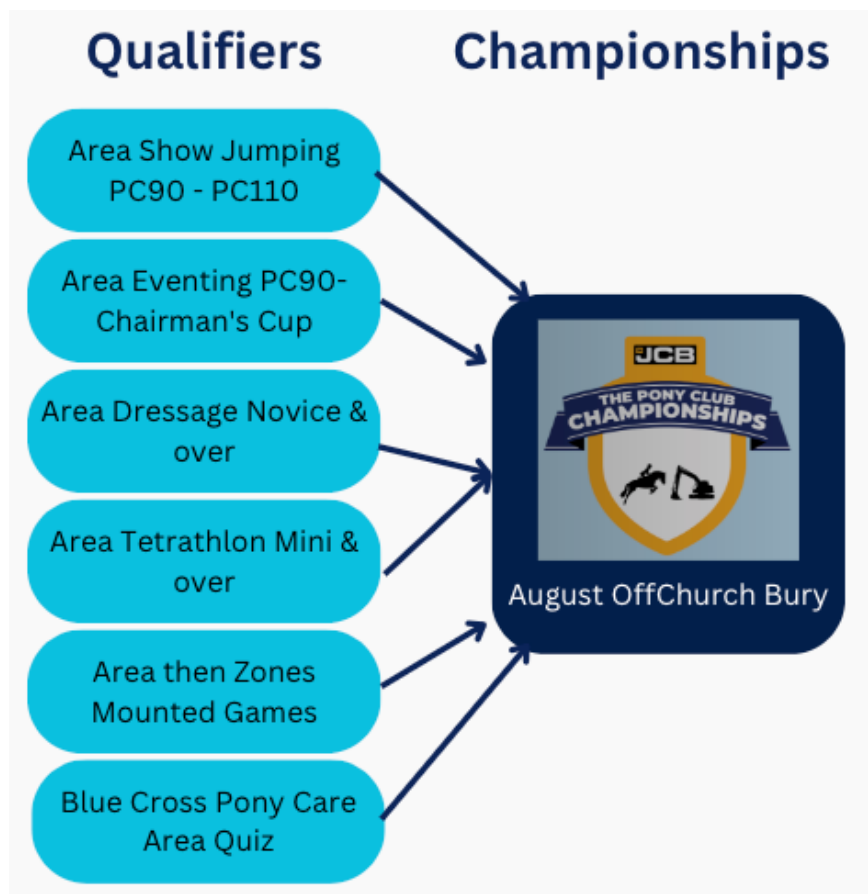 Qualifiers
Championships
Area Show Jumping
PC90 - PC110
Area Eventing PC90-
Chairman's Cup
Area Dressage Novice &
over
Area Tetrathlon Mini &
over
Area then Zones
Mounted Games
Blue Cross Pony Care
Area Quiz
JCB
THE PONY CLUB
CHAMPIONSHIPS
August OffChurch Bury